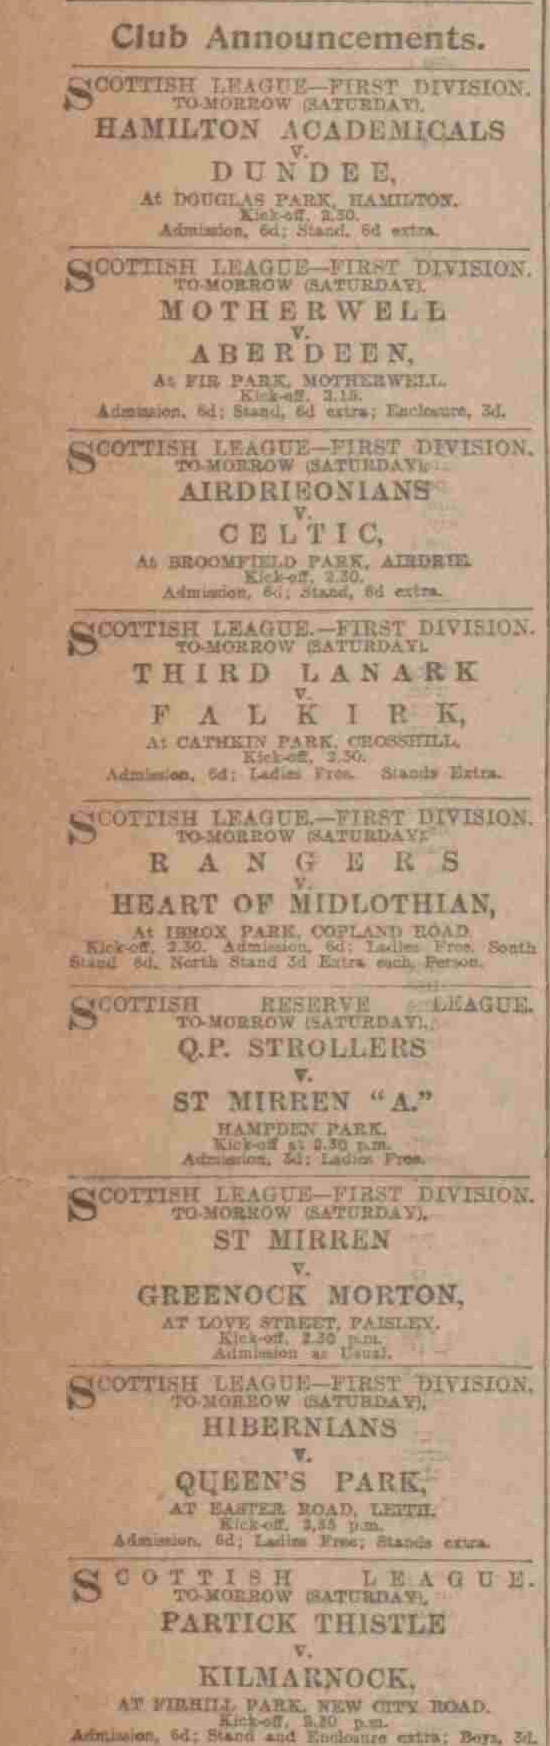 Club Announcements.
SCOTTISH LEAGUE—FIRST DIVISION.
TO-MORROW (SATURDAY).
HAMILTON ACADEMICALS
v.
DUNDEE,
At DOUGLAS PARK, HAMILTON.
Kick-off, 2.30.
Admission, 6d; Stand, 6d extra.
SCOTTISH LEAGUE—FIRST DIVISION.
TO-MORROW (SATURDAY).
MOTHERWELL
v.
ABERDEEN,
At FIR PARK, MOTHERWELL.
Kick-off, 2.15.
Admission, 6d; Stand, 6d extra; Enclosure, 3d.
SCOTTISH LEAGUE—FIRST DIVISION.
TO-MORROW (SATURDAY).
AIRDRIEONIANS
v.
CELTIC,
At BROOMFIELD PARK, AIRDRIE.
Kick-off, 2.30.
Admission, 6d; Stand, 6d extra.
SCOTTISH LEAGUE.—FIRST DIVISION.
TO-MORROW (SATURDAY).
THIRD LANARK
v.
FALKIRK,
At CATHKIN PARK, CROSSHILL.
Kick-off, 2.30.
Admission, 6d; Ladies Free. Stands Extra.
SCOTTISH LEAGUE.—FIRST DIVISION.
TO-MORROW (SATURDAY).
RANGERS
v.
HEART OF MIDLOTHIAN,
At IBROX PARK, COPLAND ROAD.
Kick-off, 2.30. Admission, 6d; Ladies Free. South
Stand 6d, North Stand 3d Extra each Person.
SCOTTISH RESERVE LEAGUE.
TO-MORROW (SATURDAY).
Q.P. STROLLERS
v.
ST MIRREN "A."
HAMPDEN PARK.
Kick-off at 2.30 p.m.
Admission, 3d; Ladies Free.
SCOTTISH LEAGUE—FIRST DIVISION.
TO-MORROW (SATURDAY).
ST MIRREN
v.
GREENOCK MORTON,
AT LOVE STREET, PAISLEY.
Kick-off, 2.30 p.m.
Admission as Usual.
SCOTTISH LEAGUE—FIRST DIVISION.
TO-MORROW (SATURDAY).
HIBERNIANS
v.
QUEEN'S PARK,
AT EASTER ROAD, LEITH.
Kick-off, p.m.
Admission, 6d; Ladies Free; Stands extra.
SCOTTISH LEAGUE.
TO-MORROW (SATURDAY).
PARTICK THISTLE
v.
KILMARNOCK,
AT FIRHILL PARK, NEW CITY ROAD.
Kick-off, 2.30 p.m.
Admission, 6d; Stand and Enclosure extra; Boys, 3d.